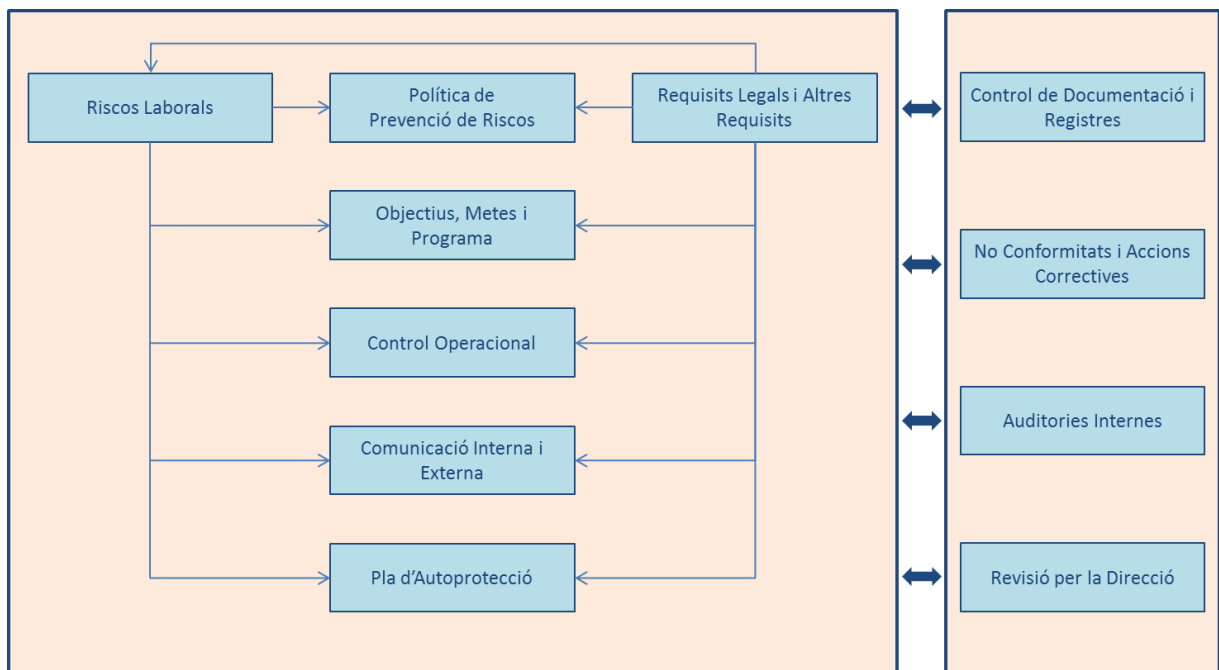 Riscos Laborals
Política de
Prevenció de Riscos
Requisits Legals i Altres
Requisits
Objectius, Metes i
Programa
Control Operacional
Comunicació Interna i
Externa
Pla d’Autoprotecció
Control de Documentació i
Registres
No Conformitats i Accions
Correctives
Auditories Internes
Revisió per la Direcció